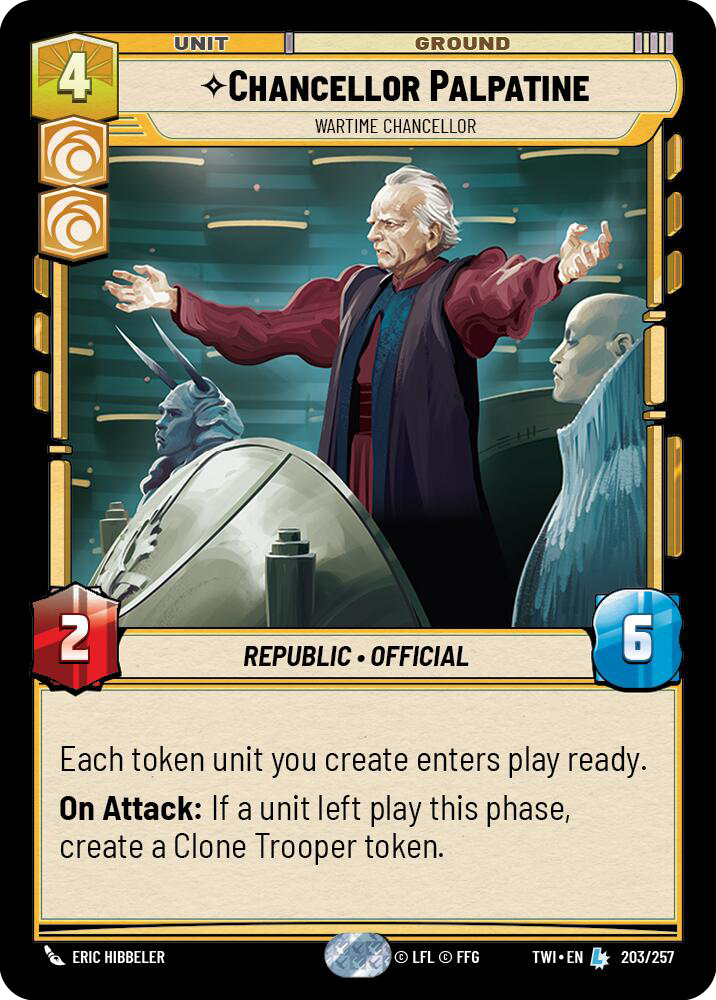 UNIT
GROUND
4
CHANCELLOR PALPATINE
WARTIME CHANCELLOR
2
6
REPUBLIC • OFFICIAL
Each token unit you create enters play ready.
On Attack: If a unit left play this phase,
create a Clone Trooper token.
ERIC HIBBELER
© LFL © FFG
TWI • EN
L
203/257